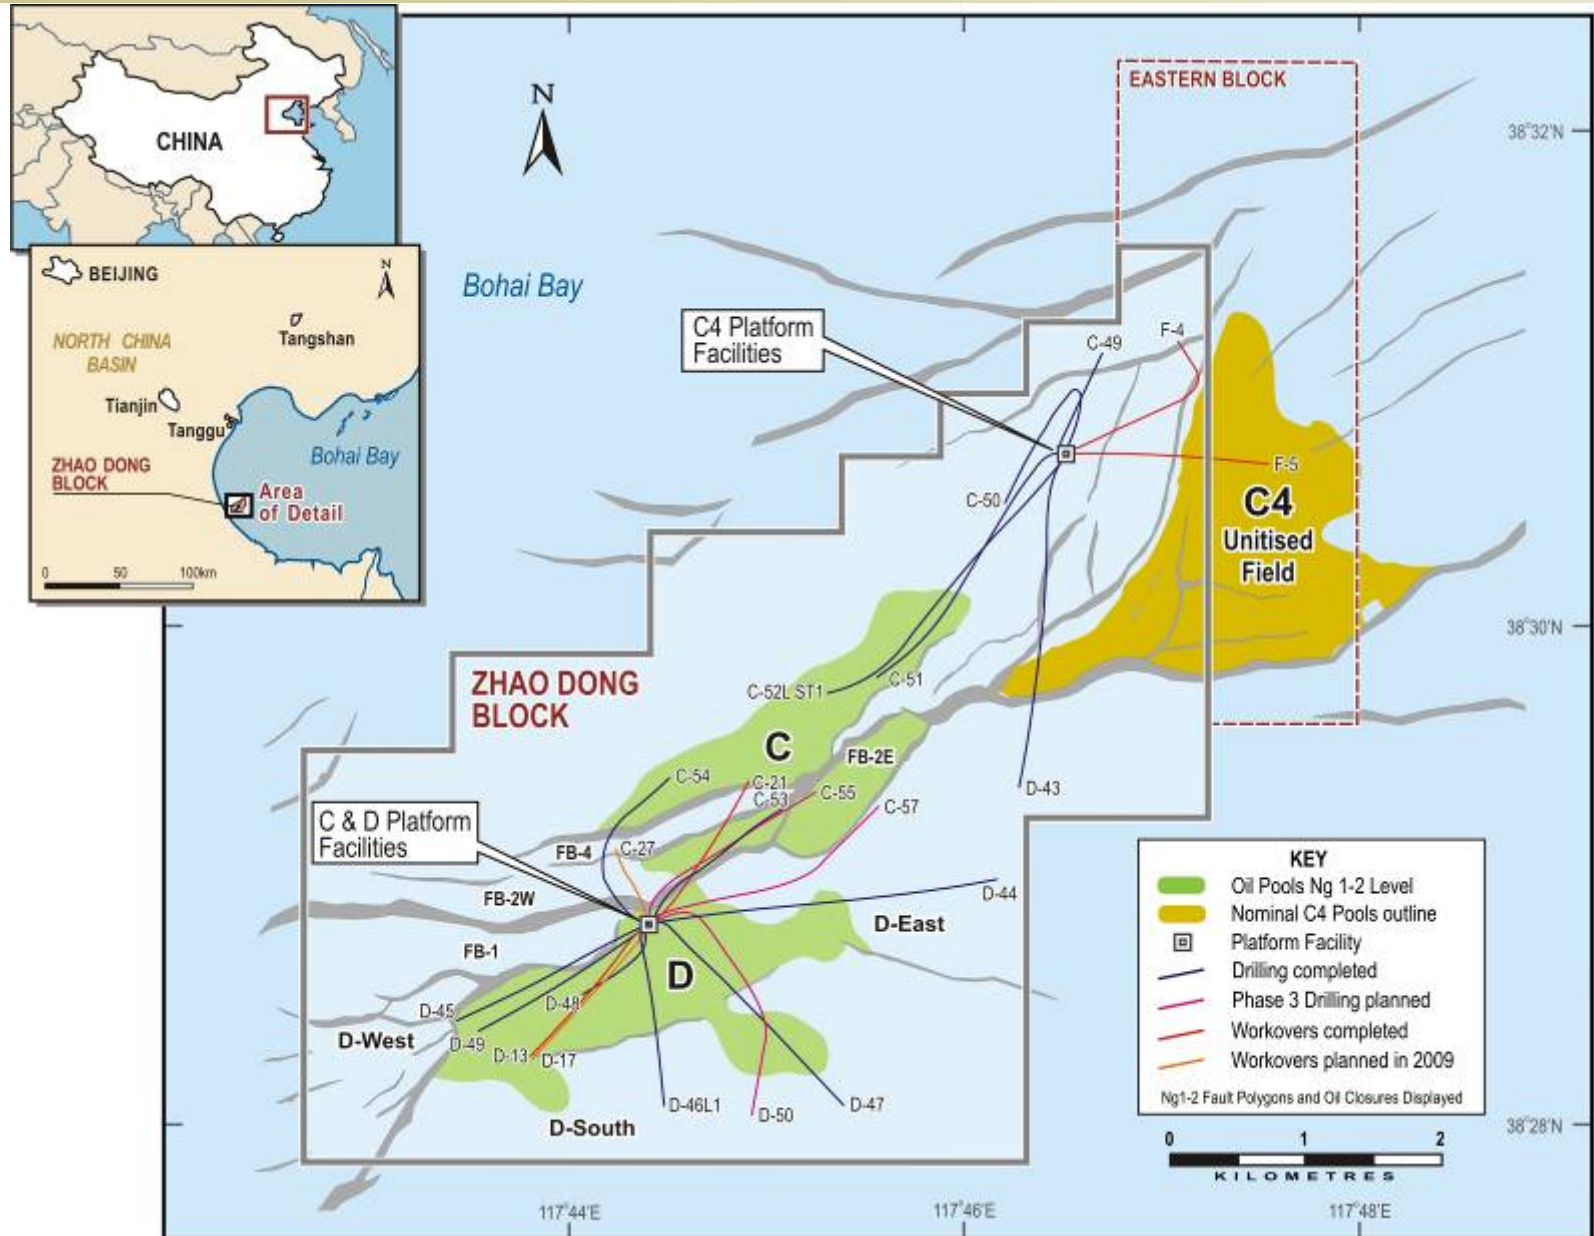 CHINA
BEIJING
N
NORTH CHINA
BASIN
Tangshan
Tianjin
Tanggu
Bohai Bay
ZHAO DONG
BLOCK
Area
of Detail
0 50 100km
N
Bohai Bay
EASTERN BLOCK
38°32'N
C4 Platform
Facilities
C-49
F-4
F-5
C-50
C4
Unitised
Field
38°30'N
ZHAO DONG
BLOCK
C-52L ST1
C-51
C
FB-2E
C-54
C-21
C-53
C-55
C-57
D-43
C & D Platform
Facilities
FB-4
C-27
FB-2W
D-44
D-East
FB-1
D
D-45
D-48
D-West
D-49
D-13
D-17
D-46L1
D-50
D-47
D-South
KEY
Oil Pools Ng 1-2 Level
Nominal C4 Pools outline
Platform Facility
Drilling completed
Phase 3 Drilling planned
Workovers completed
Workovers planned in 2009
Ng1-2 Fault Polygons and Oil Closures Displayed
38°28'N
0 1 2
KILOMETRES
117°44'E
117°46'E
117°48'E